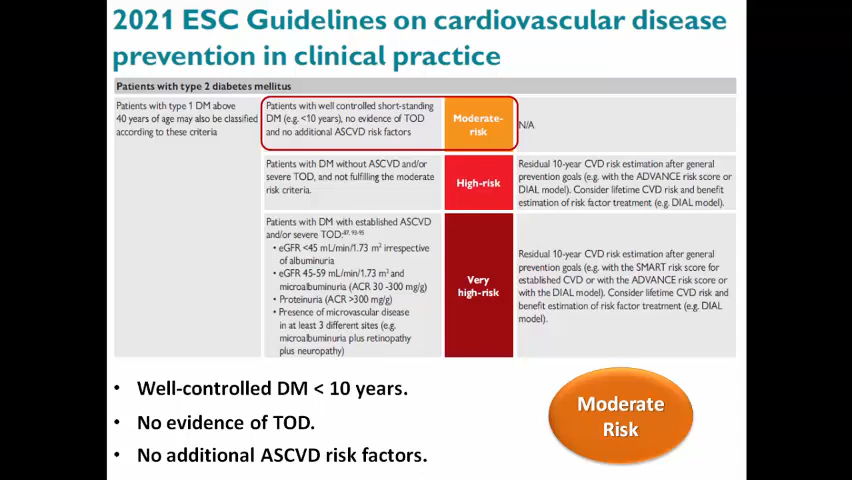 2021 ESC Guidelines on cardiovascular disease
prevention in clinical practice
Patients with type 2 diabetes mellitus
Patients with type 1 DM above
40 years of age may also be classified
according to these criteria
Patients with well controlled short-standing
DM (e.g. <10 years), no evidence of TOD
and no additional ASCVD risk factors
Moderate-
risk
N/A
Patients with DM without ASCVD and/or
severe TOD, and not fulfilling the moderate
risk criteria.
High-risk
Residual 10-year CVD risk estimation after general
prevention goals (e.g. with the ADVANCE risk score or
DIAL model). Consider lifetime CVD risk and benefit
estimation of risk factor treatment (e.g. DIAL model).
Patients with DM with established ASCVD
and/or severe TOD:87, 93-95
• eGFR <45 mL/min/1.73 m² irrespective
of albuminuria
• eGFR 45-59 mL/min/1.73 m² and
microalbuminuria (ACR 30 -300 mg/g)
• Proteinuria (ACR >300 mg/g)
• Presence of microvascular disease
in at least 3 different sites (e.g.
microalbuminuria plus retinopathy
plus neuropathy)
Very
high-risk
Residual 10-year CVD risk estimation after general
prevention goals (e.g. with the SMART risk score for
established CVD or with the ADVANCE risk score or
with the DIAL model). Consider lifetime CVD risk and
benefit estimation of risk factor treatment (e.g. DIAL
model).
• Well-controlled DM < 10 years.
• No evidence of TOD.
• No additional ASCVD risk factors.
Moderate
Risk